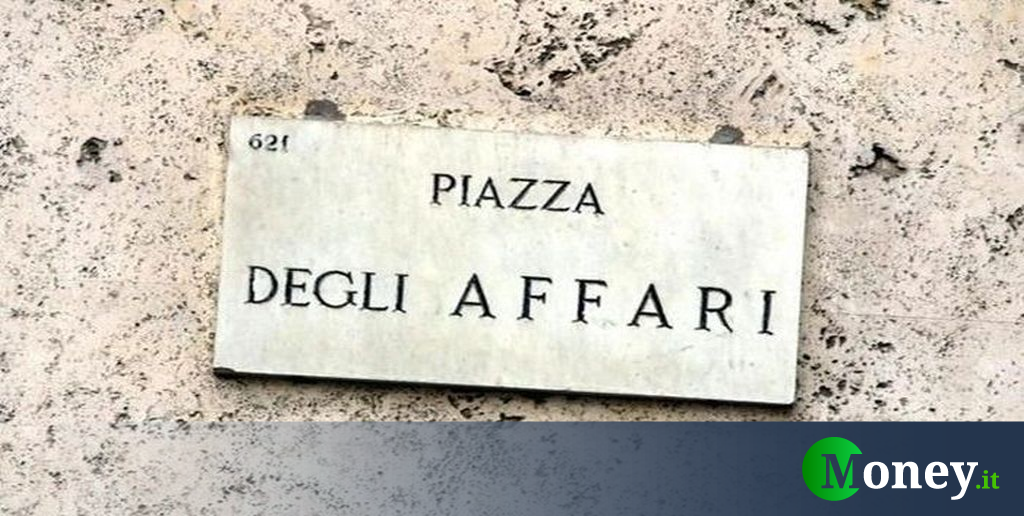 621
PIAZZA
DEGLI AFFARI
Money.it